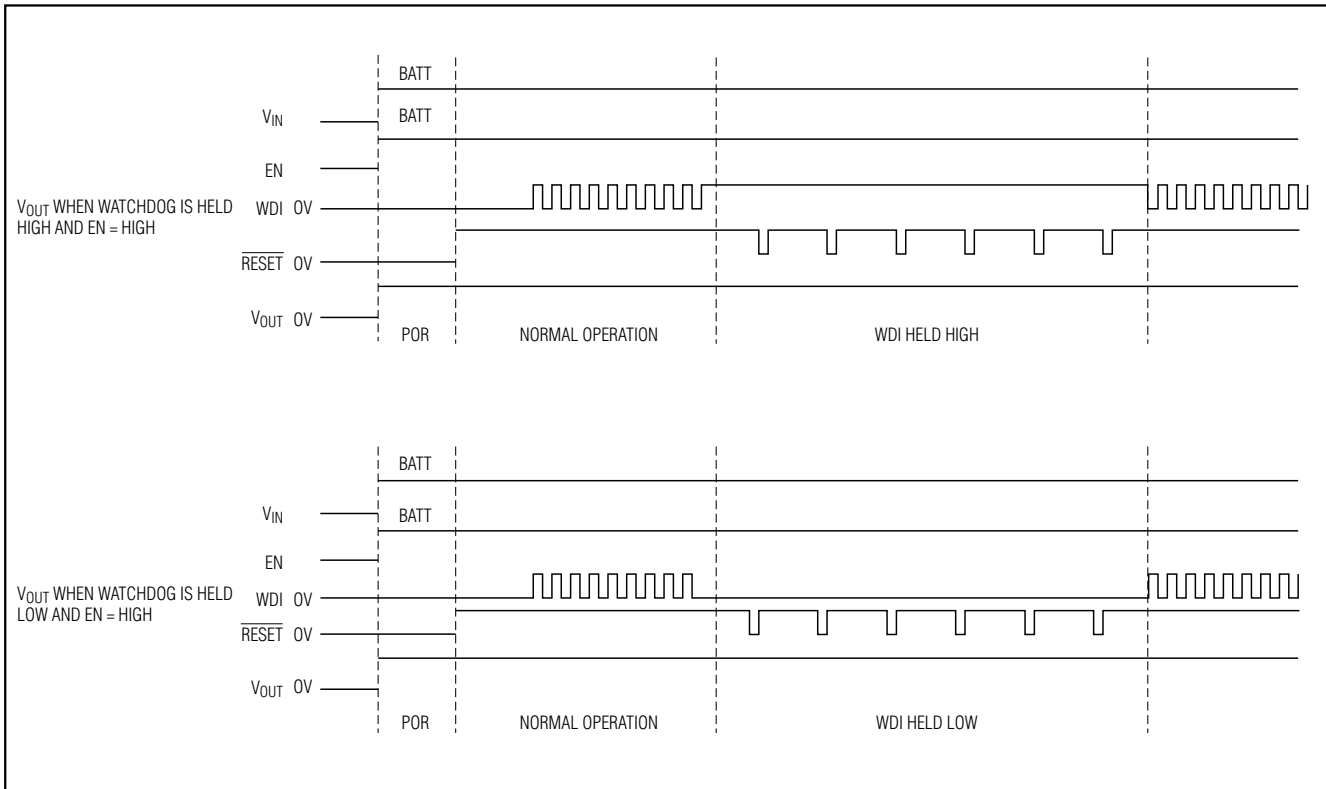 BATT
VIN BATT
EN
VOUT WHEN WATCHDOG IS HELD
HIGH AND EN = HIGH
WDI 0V
RESET 0V
VOUT 0V
POR NORMAL OPERATION WDI HELD HIGH
BATT
VIN BATT
EN
VOUT WHEN WATCHDOG IS HELD
LOW AND EN = HIGH
WDI 0V
RESET 0V
VOUT 0V
POR NORMAL OPERATION WDI HELD LOW